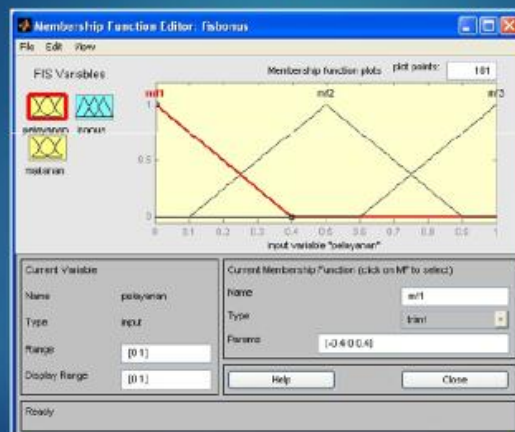 Membership Function Editor: fisbonus
File Edit View
FIS Variables
Membership function plots plot points: 181
mf1 mf2 mf3
pelayanan bonus
makanan
1
0.5
0
0 0.1 0.2 0.3 0.4 0.5 0.6 0.7 0.8 0.9 1
input variable "pelayanan"
Current Variable
Name pelayanan
Type input
Range [0 1]
Display Range [0 1]
Current Membership Function (click on MF to select)
Name mf1
Type trimf
Params [-0.4 0 0.4]
Help Close
Ready